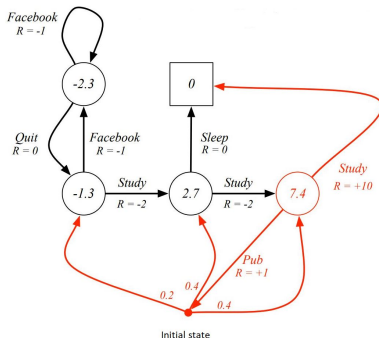 Facebook
R = -1
-2.3
0
Quit
R = 0
Facebook
R = -1
Sleep
R = 0
Study
R = +10
-1.3
Study
R = -2
2.7
Study
R = -2
7.4
Pub
R = +1
0.2
0.4
0.4
Initial state